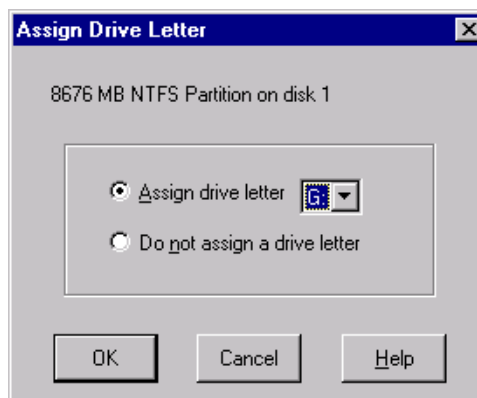 Assign Drive Letter
8676 MB NTFS Partition on disk 1
Assign drive letter G:
Do not assign a drive letter
OK Cancel Help